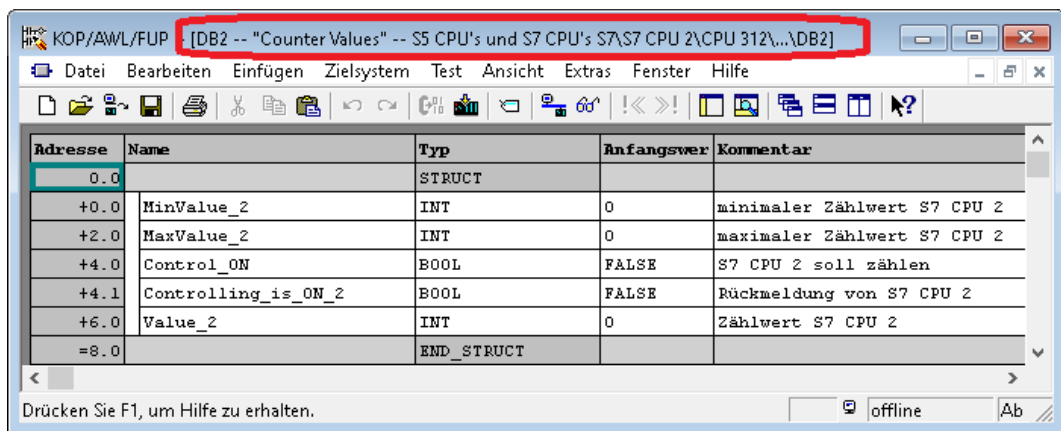 KOP/AWL/FUP - [DB2 -- "Counter Values" -- S5 CPU's und S7 CPU's S7\S7 CPU 2\CPU 312\...\DB2]
Datei Bearbeiten Einfügen Zielsystem Test Ansicht Extras Fenster Hilfe
Adresse Name Typ Anfangswer Kommentar
0.0 STRUCT
+0.0 MinValue_2 INT 0 minimaler Zählwert S7 CPU 2
+2.0 MaxValue_2 INT 0 maximaler Zählwert S7 CPU 2
+4.0 Control_ON BOOL FALSE S7 CPU 2 soll zählen
+4.1 Controlling_is_ON_2 BOOL FALSE Rückmeldung von S7 CPU 2
+6.0 Value_2 INT 0 Zählwert S7 CPU 2
=8.0 END_STRUCT
Drücken Sie F1, um Hilfe zu erhalten. offline Ab